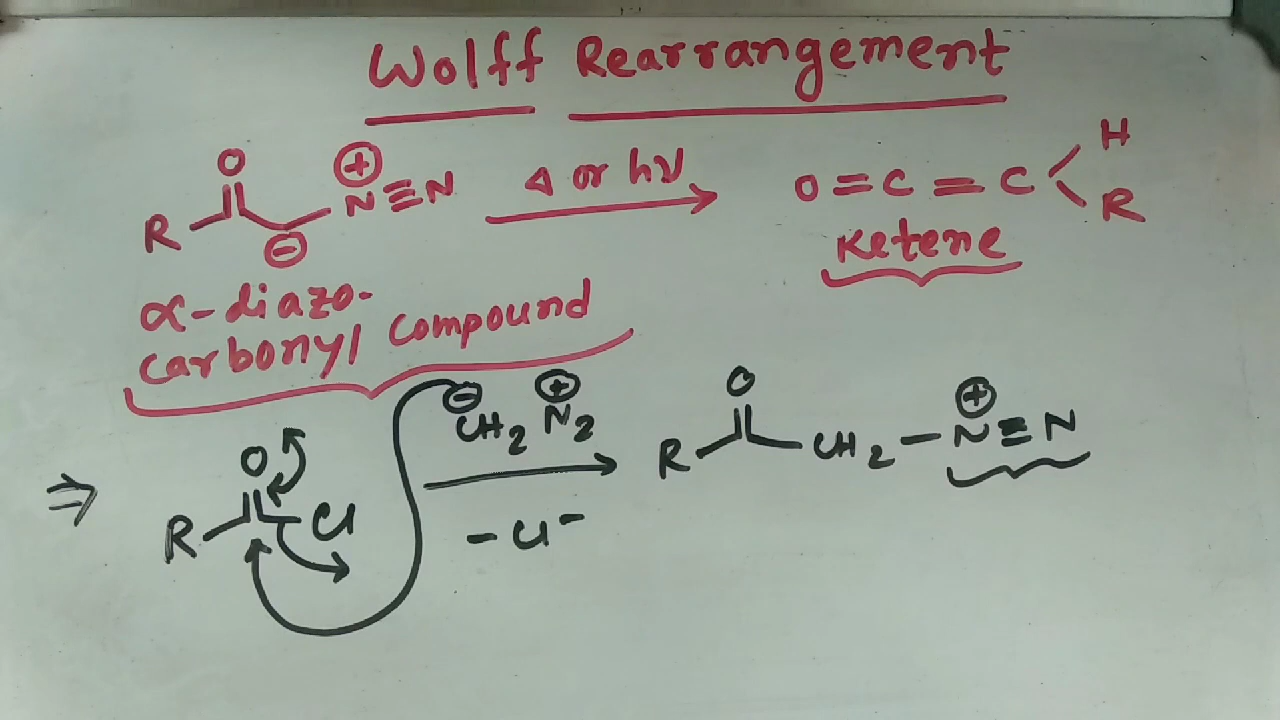 Wolff Rearrangement
O ⊕ N≡N R ⊖ Δ or hν O=C=C H R
Ketene
α-diazo-
carbonyl compound
⊖CH2 N2⊕ O ⊕
⇒ O R Cl R CH2-N≡N
-Cl-